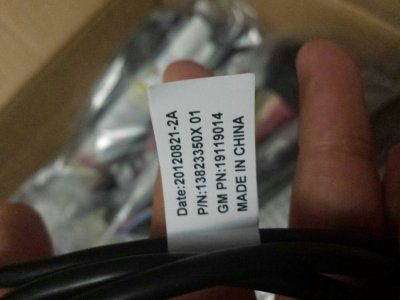 Date:20120821-2A
P/N:13823350X 01
GM PN:19119014
MADE IN CHINA